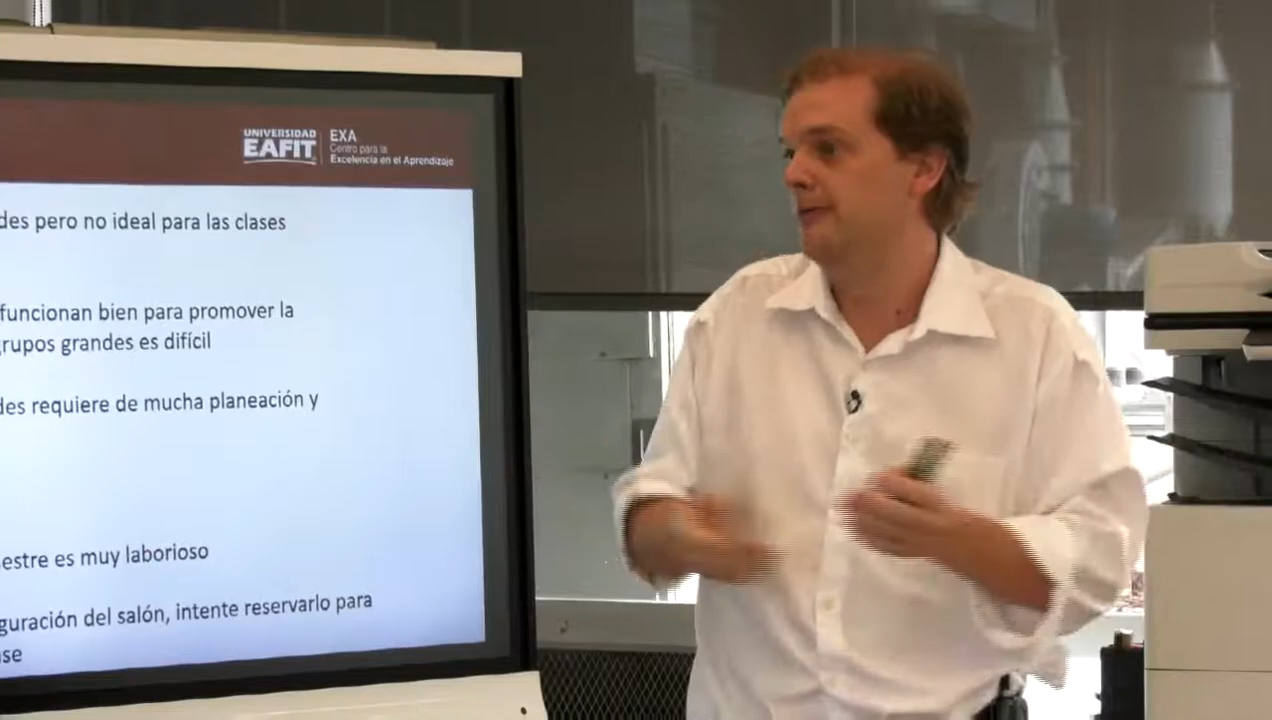 UNIVERSIDAD
EAFIT
EXA
Centro para la
Excelencia en el Aprendizaje
des pero no ideal para las clases
funcionan bien para promover la
rupos grandes es difícil
des requiere de mucha planeación y
estre es muy laborioso
guración del salón, intente reservarlo para
se